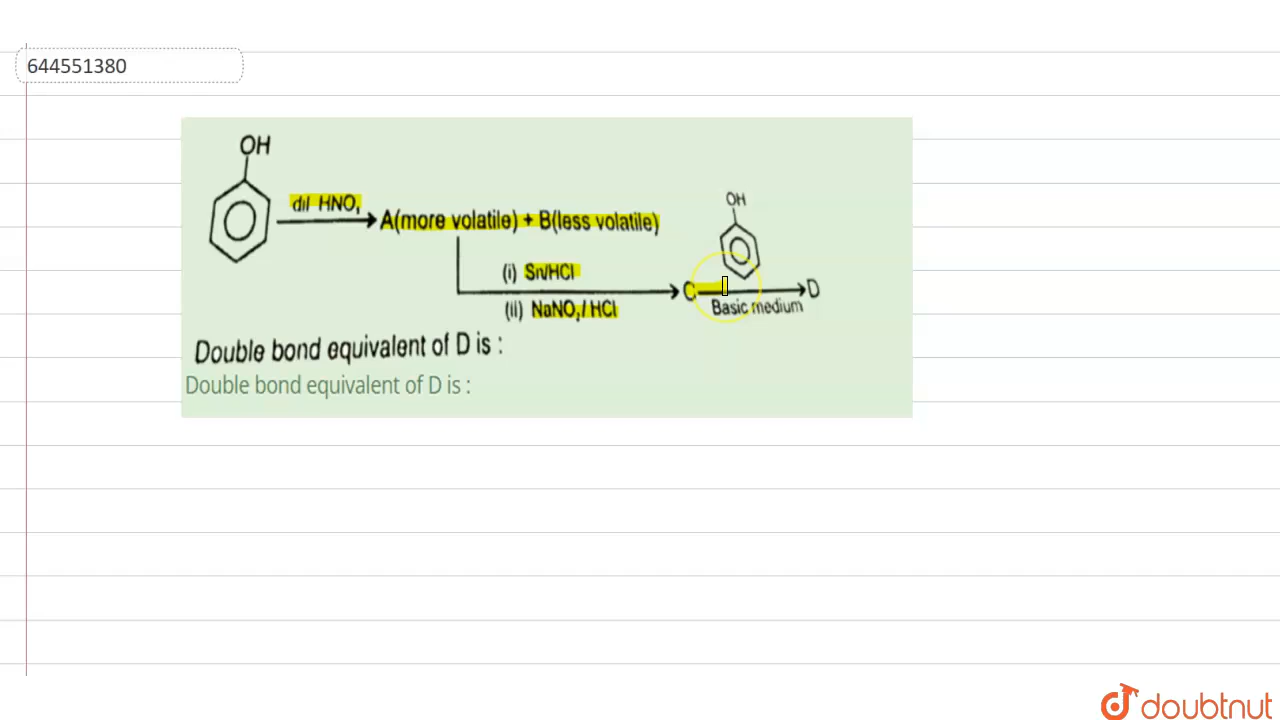 644551380
OH
dil HNO₃
A(more volatile) + B(less volatile)
OH
(i) Sn/HCl
C
D
(ii) NaNO₂/HCl
Basic medium
Double bond equivalent of D is :
Double bond equivalent of D is :
doubtnut